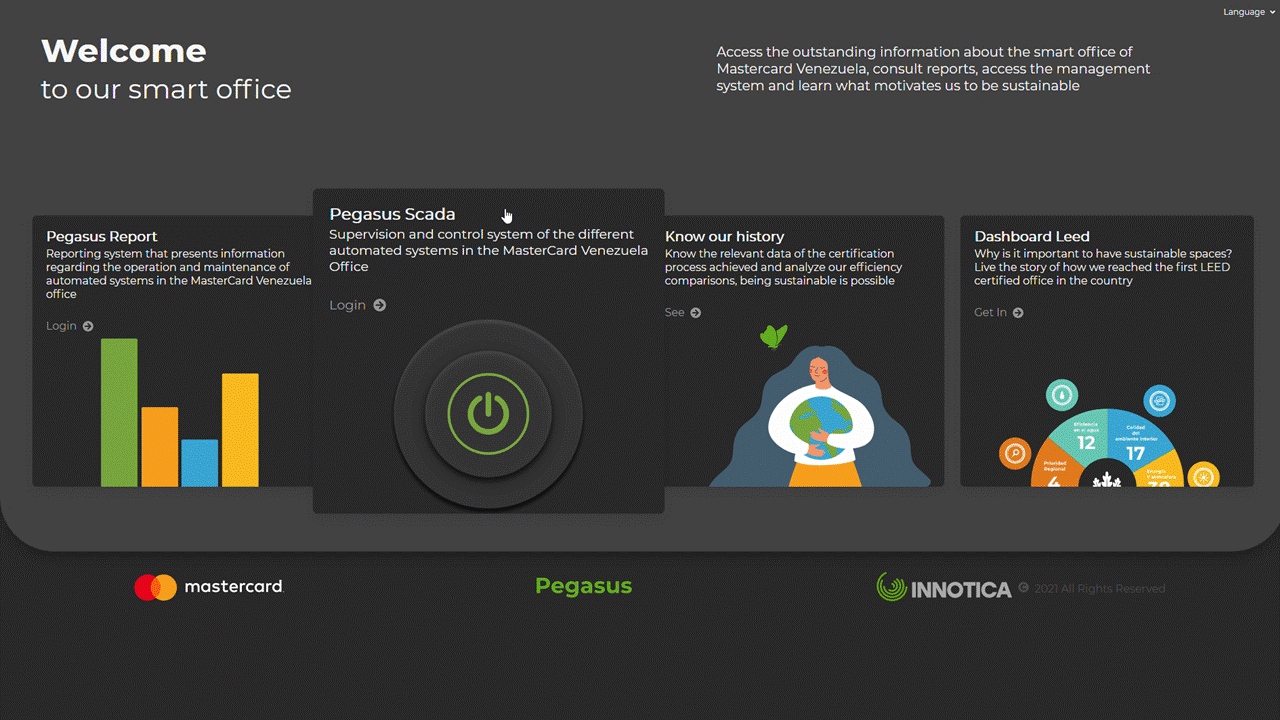 Language
Welcome
to our smart office
Access the outstanding information about the smart office of
Mastercard Venezuela, consult reports, access the management
system and learn what motivates us to be sustainable
Pegasus Report
Reporting system that presents information
regarding the operation and maintenance of
automated systems in the MasterCard Venezuela
office
Login
Pegasus Scada
Supervision and control system of the different
automated systems in the MasterCard Venezuela
Office
Login
Know our history
Know the relevant data of the certification
process achieved and analyze our efficiency
comparisons, being sustainable is possible
See
Dashboard Leed
Why is it important to have sustainable spaces?
Live the story of how we reached the first LEED
certified office in the country
Get In
Eficiencia
en el agua
12
Calidad
del
ambiente interior
17
Prioridad
Regional
4
mastercard
Pegasus
INNOTICA © 2021 All Rights Reserved